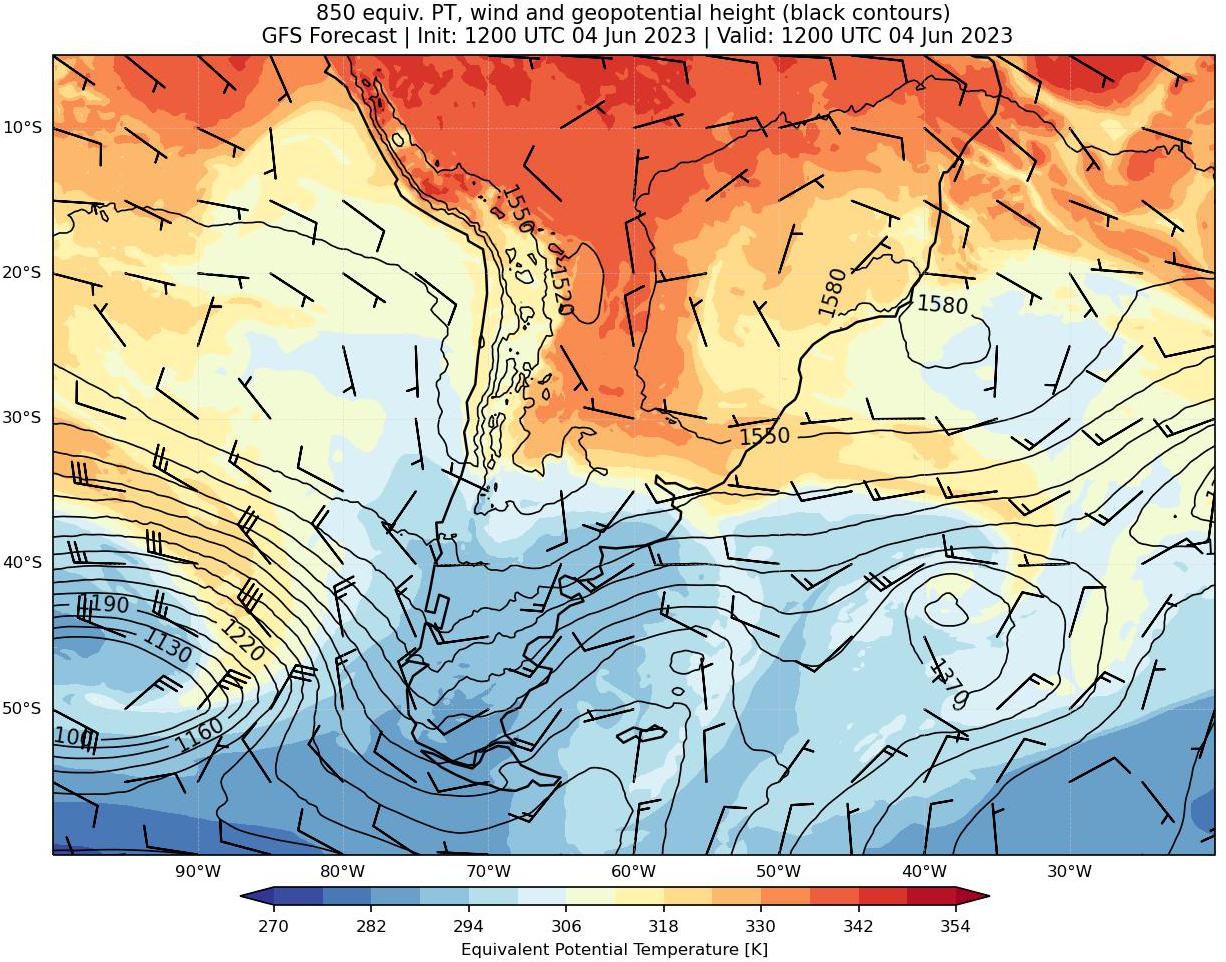 850 equiv. PT, wind and geopotential height (black contours)
GFS Forecast | Init: 1200 UTC 04 Jun 2023 | Valid: 1200 UTC 04 Jun 2023
10°S
1550
20°S
1520
1580
1580
30°S
1550
40°S
1190
1130
1220
1370
50°S
1160
90°W 80°W 70°W 60°W 50°W 40°W 30°W
270 282 294 306 318 330 342 354
Equivalent Potential Temperature [K]